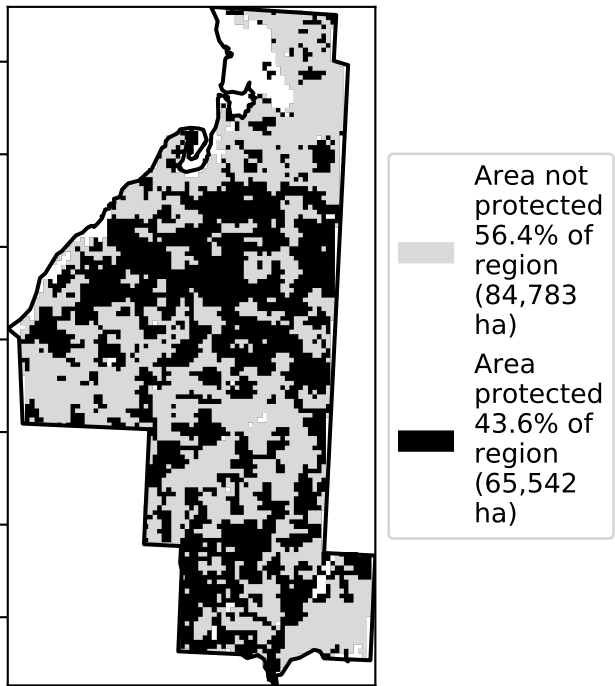 Area not
protected
56.4% of
region
(84,783
ha)
Area
protected
43.6% of
region
(65,542
ha)